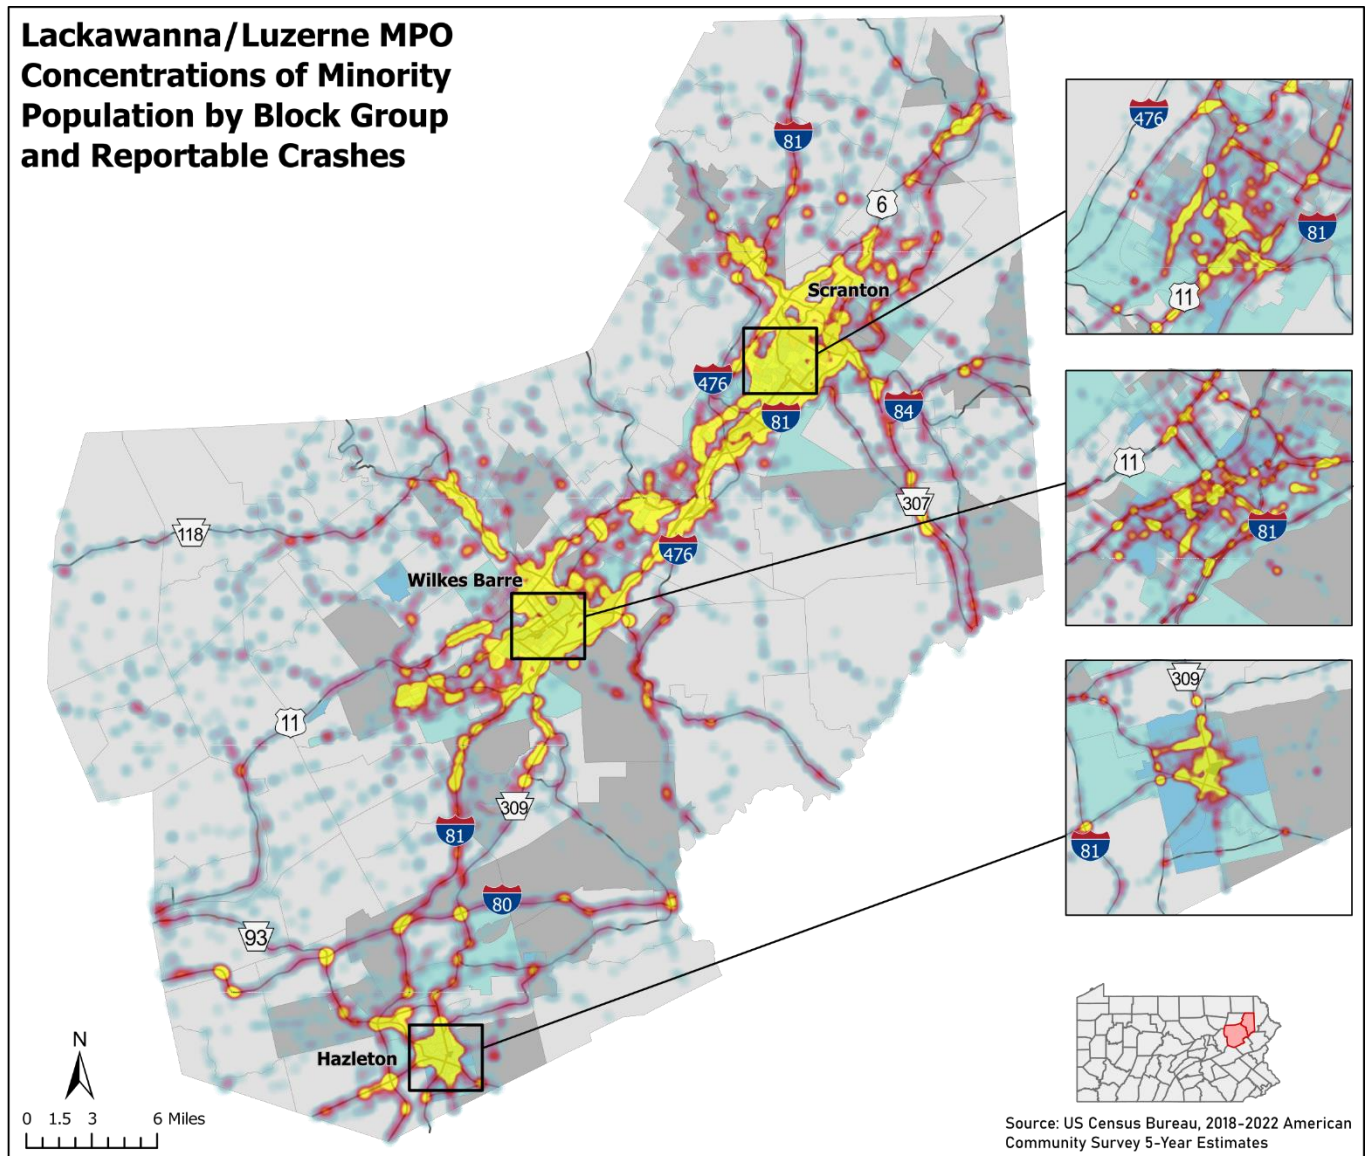 Lackawanna/Luzerne MPO
Concentrations of Minority
Population by Block Group
and Reportable Crashes
81
6
Scranton
476
81
84
307
118
476
Wilkes Barre
11
309
81
80
93
Hazleton
476
81
11
11
81
309
81
N
0 1.5 3 6 Miles
Source: US Census Bureau, 2018-2022 American
Community Survey 5-Year Estimates